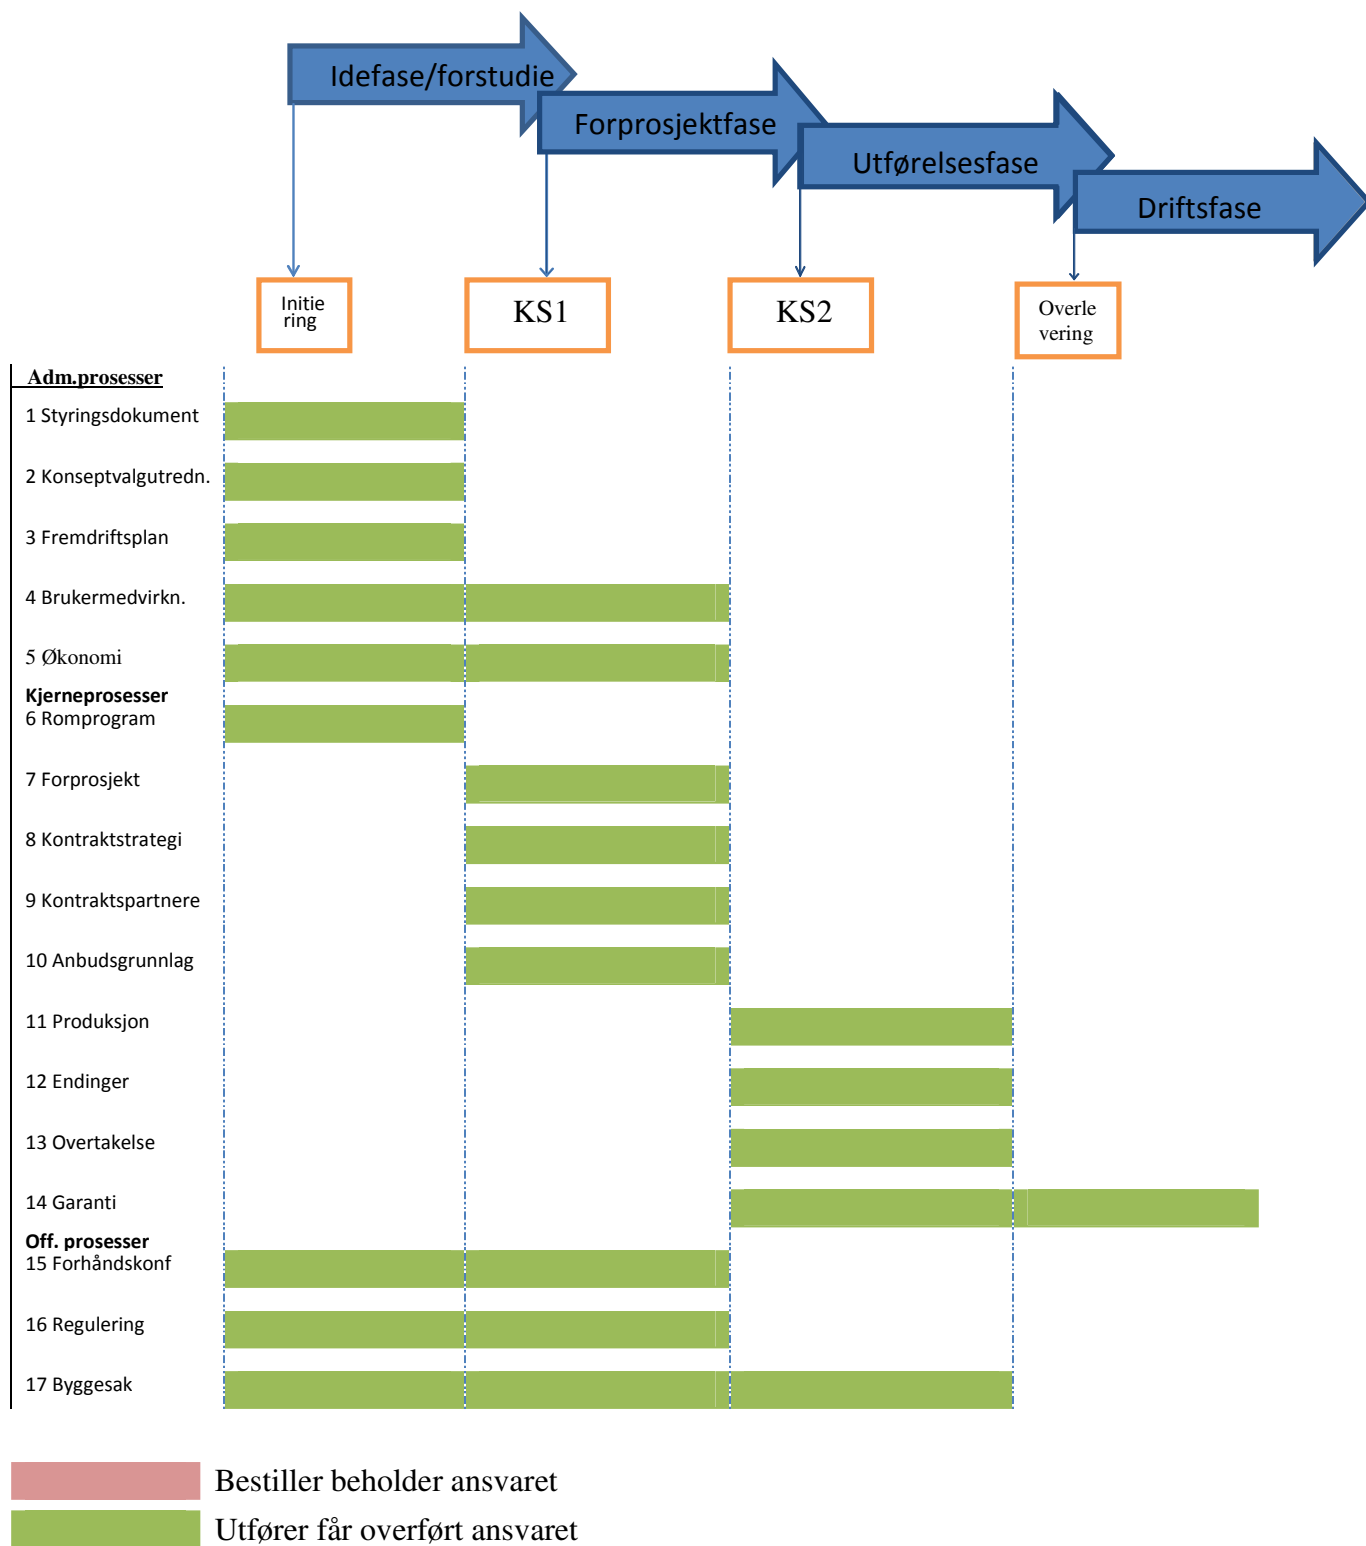 Idefase/forstudie
Forprosjektfase
Utførelsesfase
Driftsfase
Initie
ring
KS1
KS2
Overle
vering
Adm.prosesser
1 Styringsdokument
2 Konseptvalgutredn.
3 Fremdriftsplan
4 Brukermedvirkn.
5 Økonomi
Kjerneprosesser
6 Romprogram
7 Forprosjekt
8 Kontraktstrategi
9 Kontraktspartnere
10 Anbudsgrunnlag
11 Produksjon
12 Endinger
13 Overtakelse
14 Garanti
Off. prosesser
15 Forhåndskonf
16 Regulering
17 Byggesak
Bestiller beholder ansvaret
Utfører får overført ansvaret